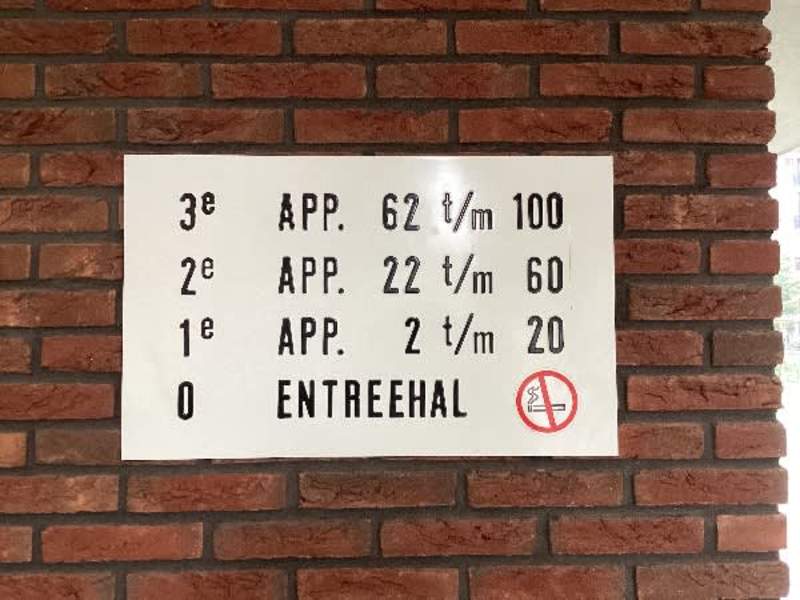 3e APP. 62 t/m 100
2e APP. 22 t/m 60
1e APP. 2 t/m 20
0 ENTREEHAL